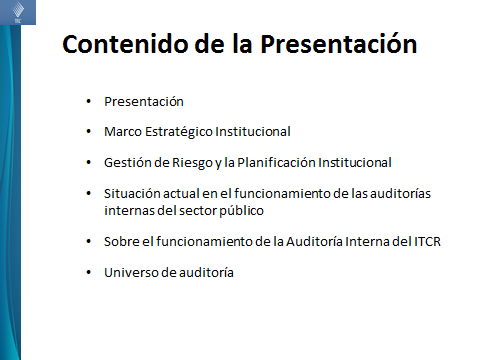 Contenido de la Presentación
• Presentación
• Marco Estratégico Institucional
• Gestión de Riesgo y la Planificación Institucional
• Situación actual en el funcionamiento de las auditorías
internas del sector público
• Sobre el funcionamiento de la Auditoría Interna del ITCR
• Universo de auditoría